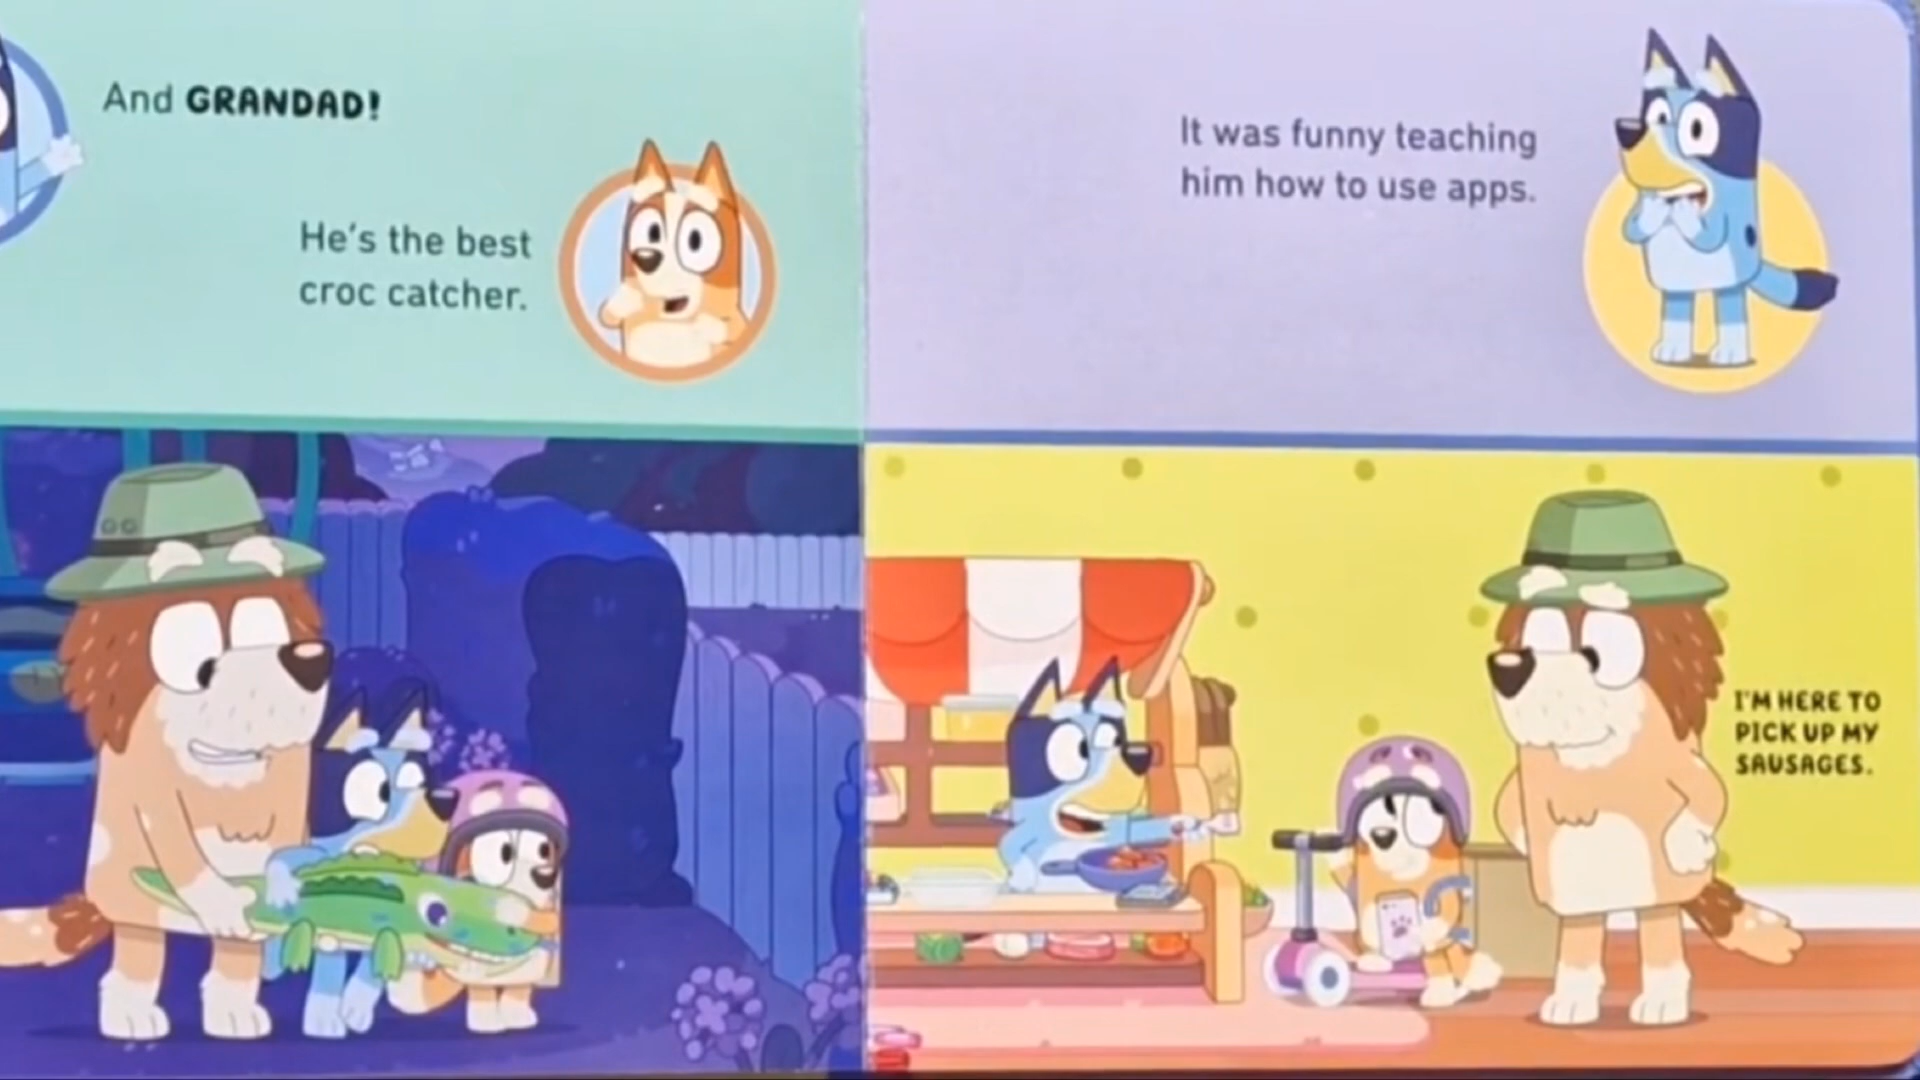 And GRANDAD!
He's the best
croc catcher.
It was funny teaching
him how to use apps.
I'M HERE TO
PICK UP MY
SAUSAGES.